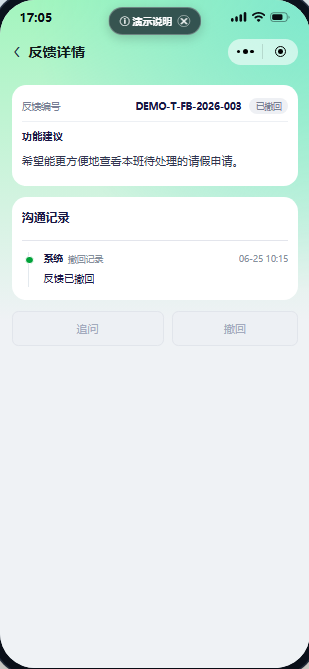 17:05
演示说明
反馈详情
反馈编号 DEMO-T-FB-2026-003 已撤回
功能建议
希望能更方便地查看本班待处理的请假申请。
沟通记录
系统 撤回记录 06-25 10:15
反馈已撤回
追问 撤回